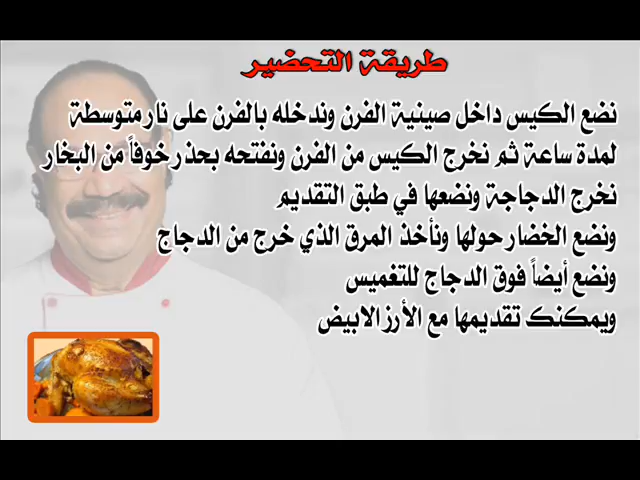 طريقة التحضير
نضع الكيس داخل صينية الفرن وندخله بالفرن على نار متوسطة
لمدة ساعة ثم نخرج الكيس من الفرن ونفتحه بحذر خوفاً من البخار
نخرج الدجاجة ونضعها في طبق التقديم
ونضع الخضار حولها ونأخذ المرق الذي خرج من الدجاج
ونضع أيضاً فوق الدجاج للتغميس
ويمكنك تقديمها مع الأرز الابيض